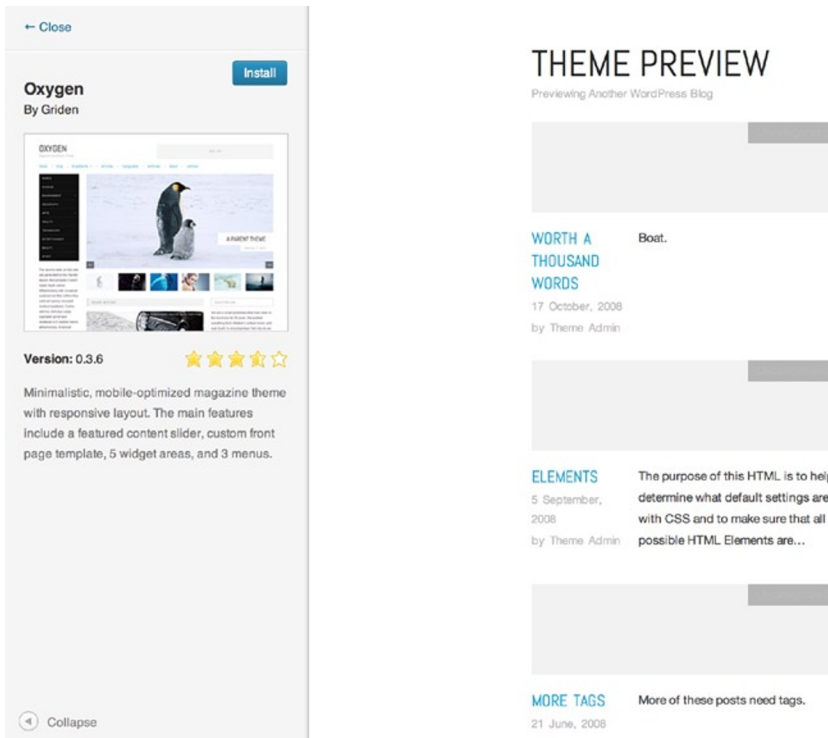 ← Close
Install
Oxygen
By Griden
OXYGEN
A PARENT THEME
Version: 0.3.6
Minimalistic, mobile-optimized magazine theme
with responsive layout. The main features
include a featured content slider, custom front
page template, 5 widget areas, and 3 menus.
Collapse
THEME PREVIEW
Previewing Another WordPress Blog
WORTH A
THOUSAND
WORDS
17 October, 2008
by Theme Admin
Boat.
ELEMENTS
5 September,
2008
by Theme Admin
The purpose of this HTML is to help
determine what default settings are
with CSS and to make sure that all
possible HTML Elements are...
MORE TAGS
21 June, 2008
More of these posts need tags.